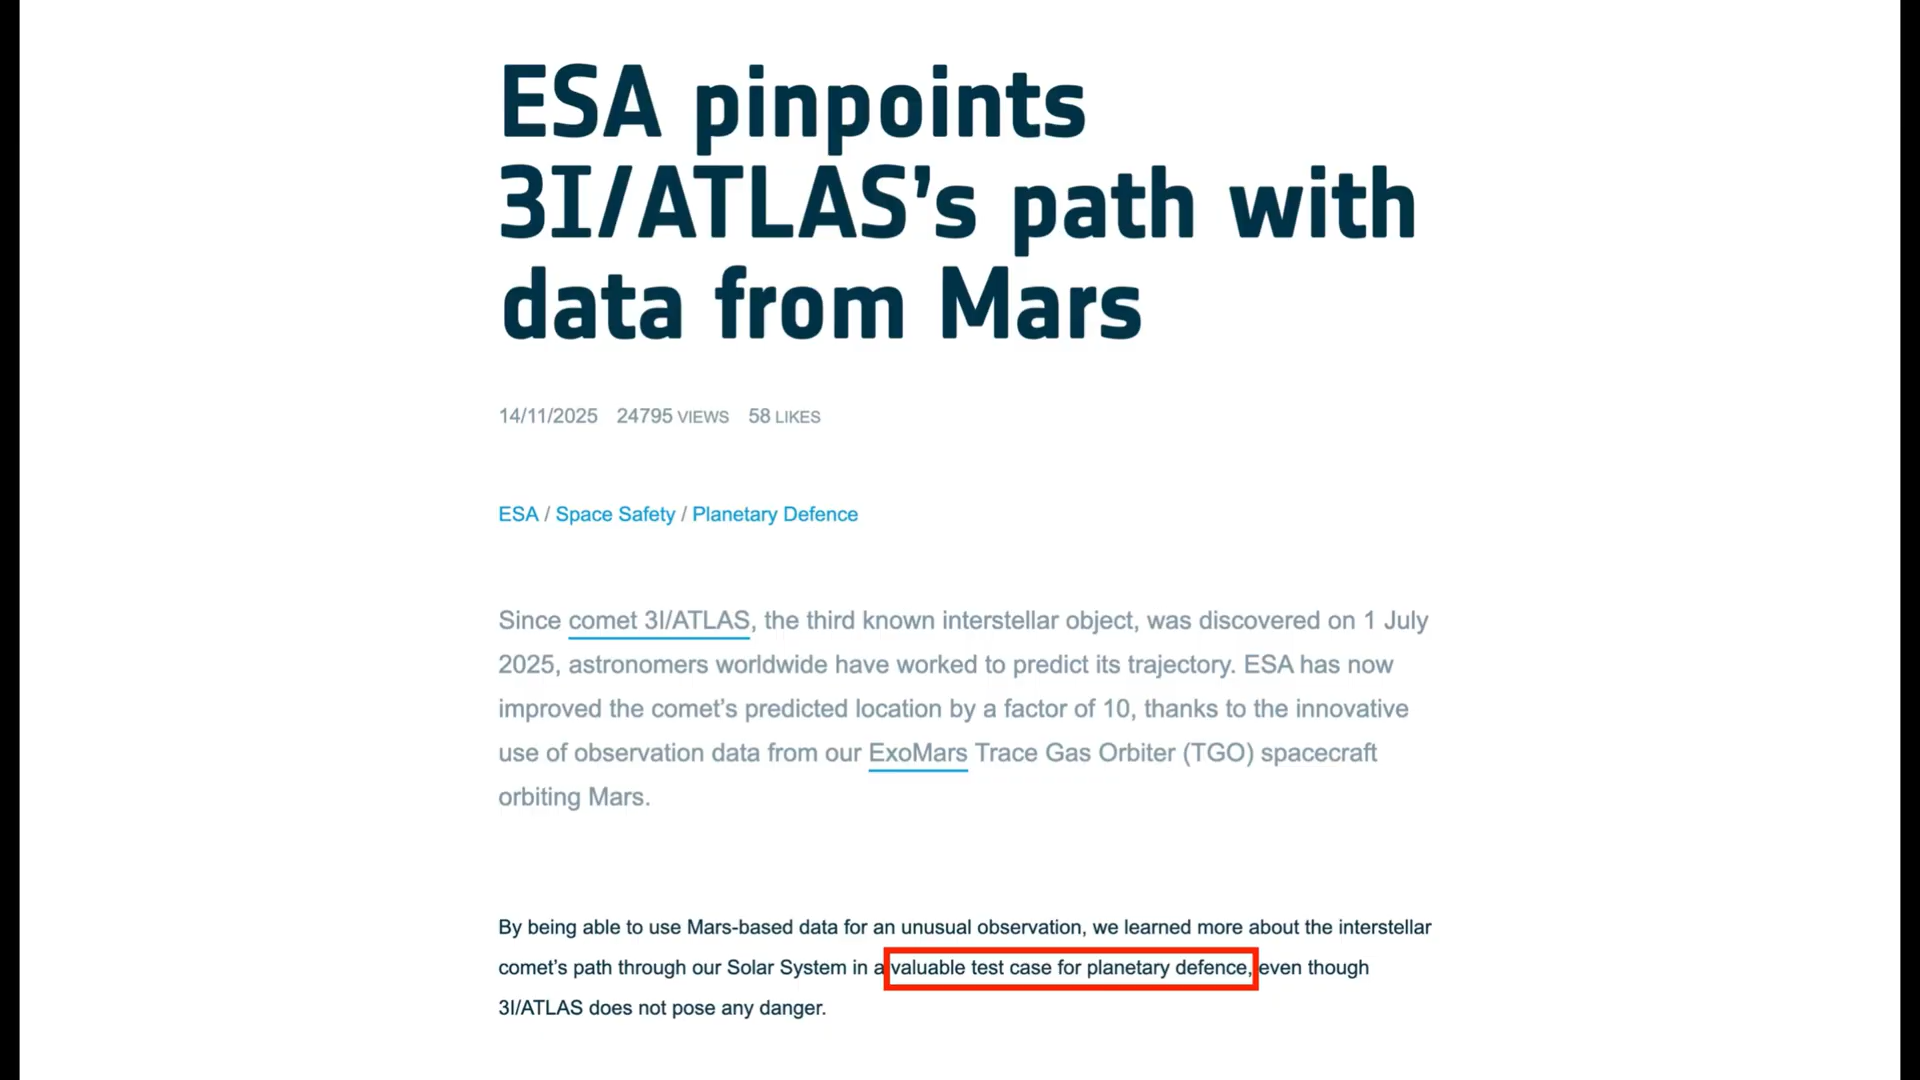 ESA pinpoints
3I/ATLAS’s path with
data from Mars
14/11/2025 24795 VIEWS 58 LIKES
ESA / Space Safety / Planetary Defence
Since comet 3I/ATLAS, the third known interstellar object, was discovered on 1 July
2025, astronomers worldwide have worked to predict its trajectory. ESA has now
improved the comet’s predicted location by a factor of 10, thanks to the innovative
use of observation data from our ExoMars Trace Gas Orbiter (TGO) spacecraft
orbiting Mars.
By being able to use Mars-based data for an unusual observation, we learned more about the interstellar
comet’s path through our Solar System in a valuable test case for planetary defence, even though
3I/ATLAS does not pose any danger.